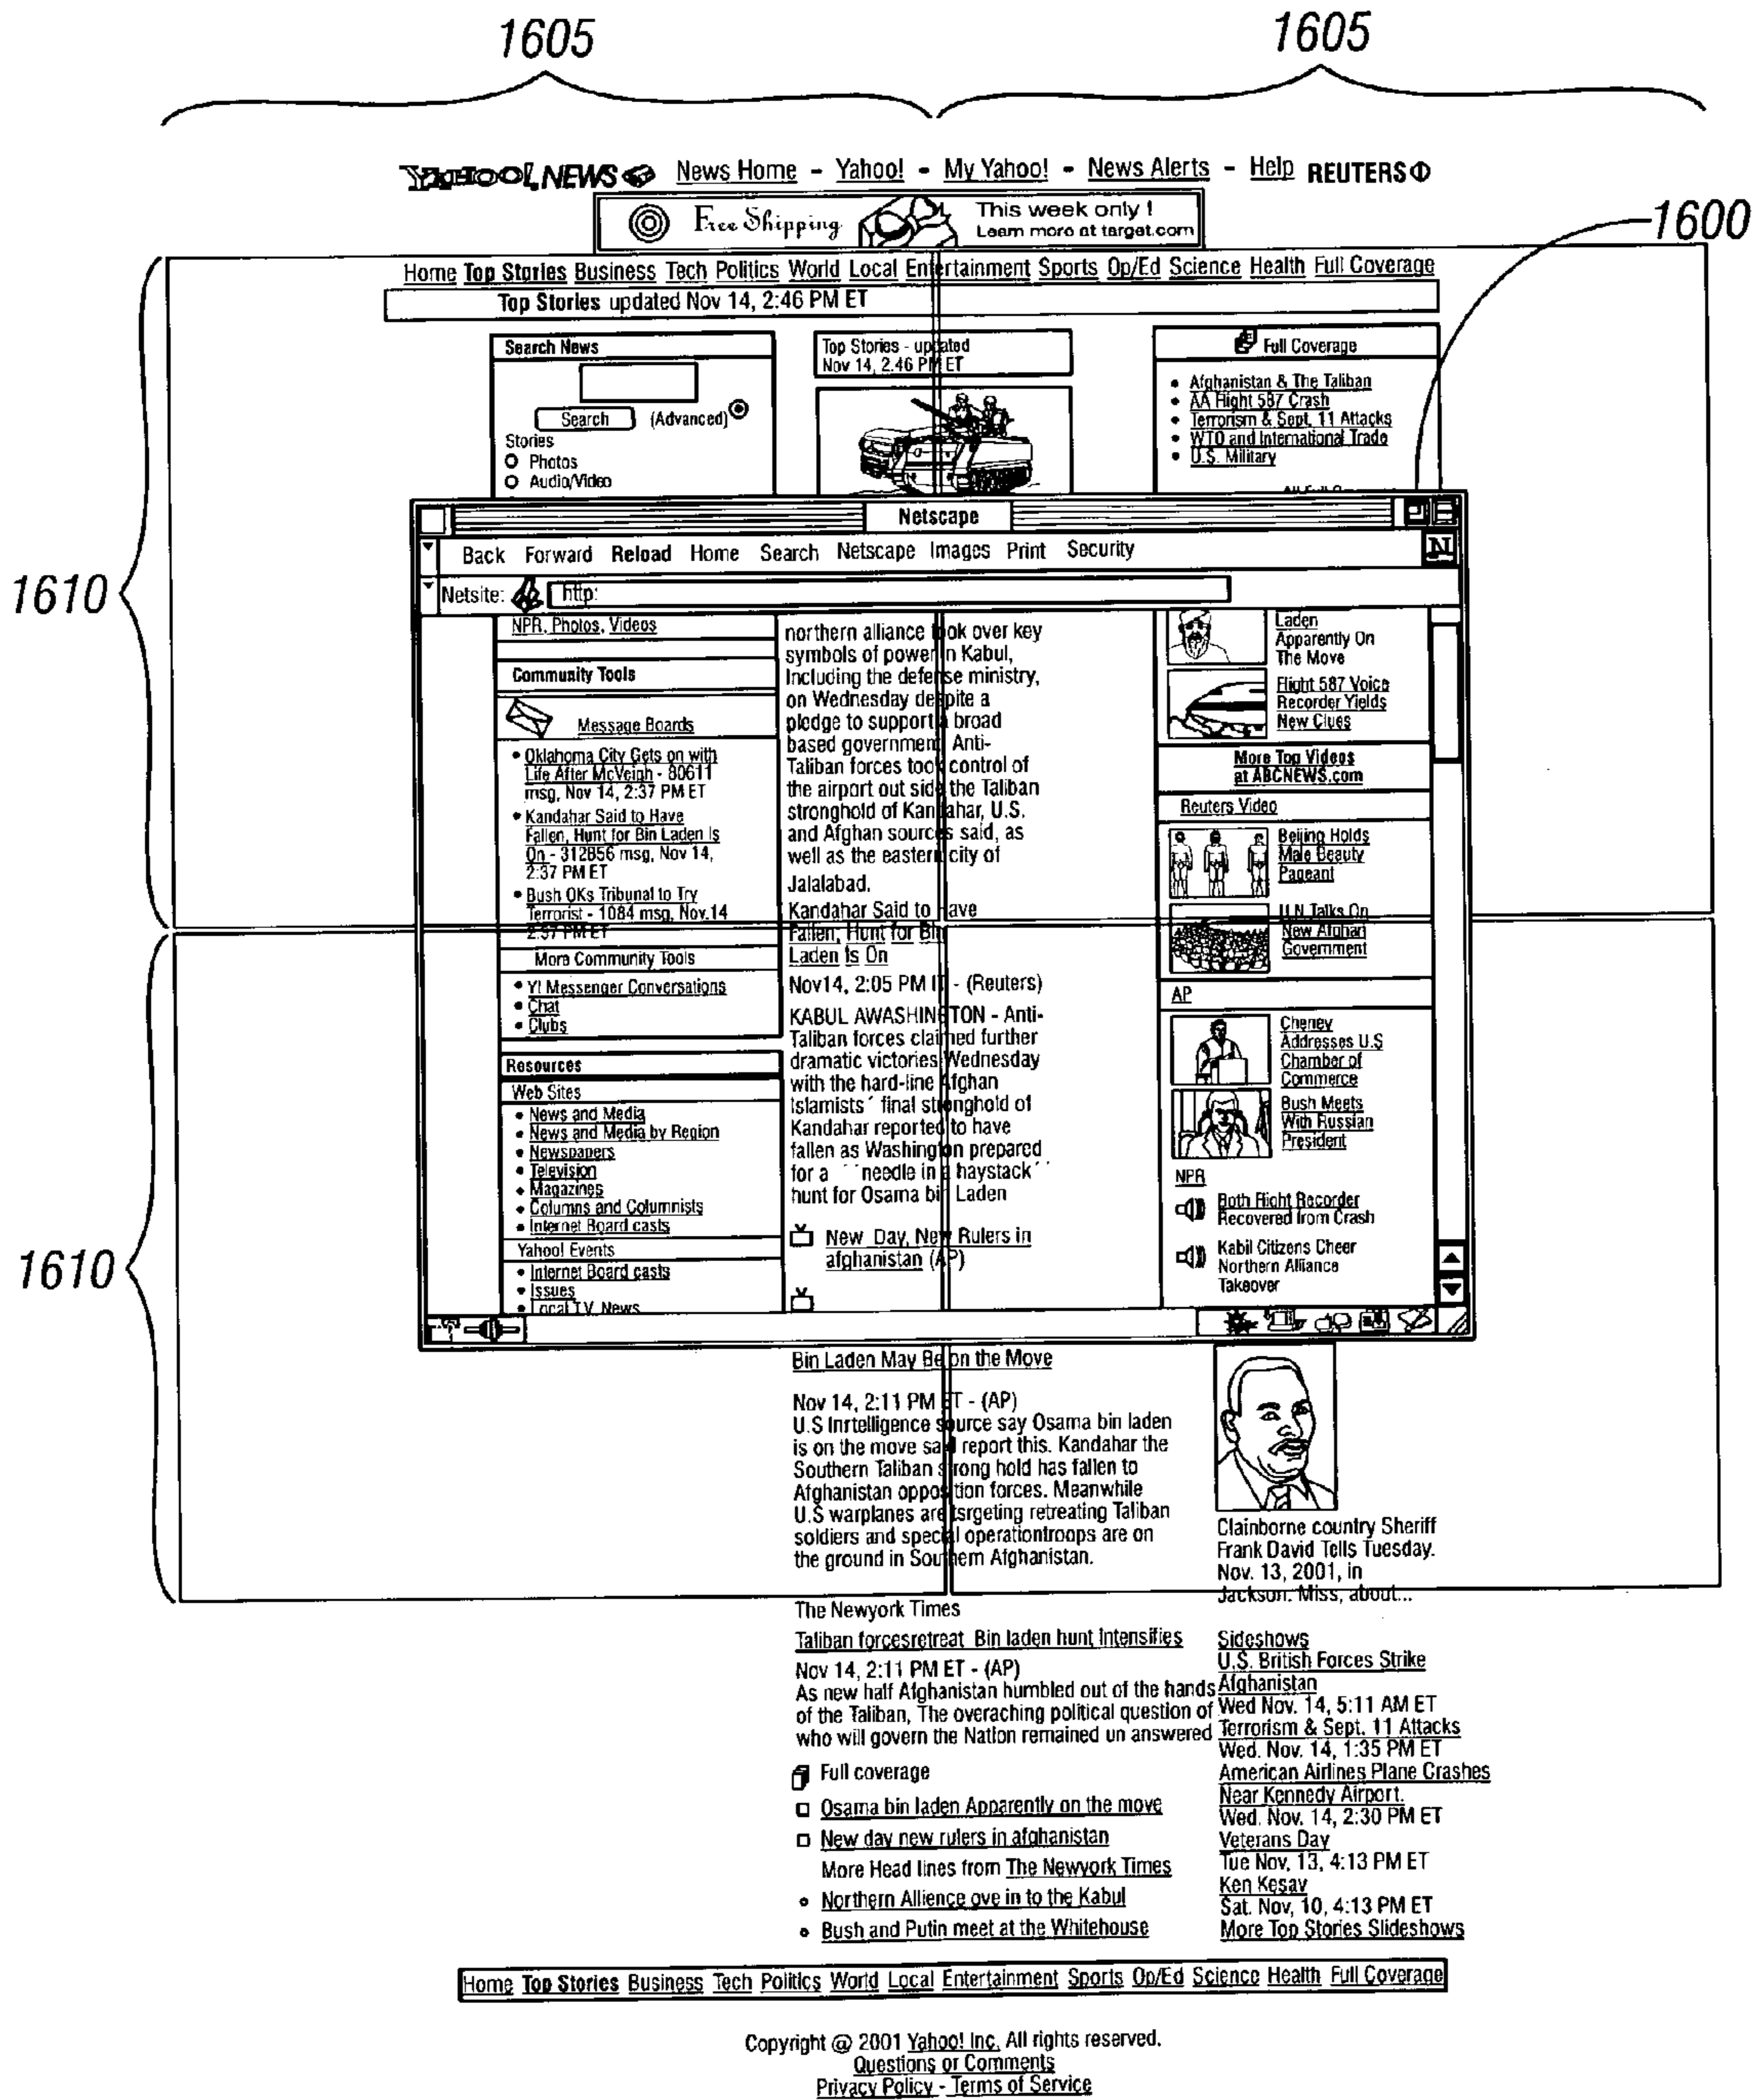 1605
1605
YAHOO! NEWS News Home - Yahoo! - My Yahoo! - News Alerts - Help REUTERS
Free Shipping
This week only !
Learn more at target.com
1600
Home Top Stories Business Tech Politics World Local Entertainment Sports Op/Ed Science Health Full Coverage
Top Stories updated Nov 14, 2:46 PM ET
Search News
Search (Advanced)
Stories
Photos
Audio/Video
Top Stories - updated
Nov 14, 2.46 PM ET
Full Coverage
• Afghanistan & The Taliban
• AA Flight 587 Crash
• Terrorism & Sept. 11 Attacks
• WTO and International Trade
• U.S. Military
Netscape
Back Forward Reload Home Search Netscape Images Print Security
N
Netsite: http:
1610
NPR, Photos, Videos
Community Tools
Message Boards
• Oklahoma City Gets on with
Life After McVeigh - 80611
msg, Nov 14, 2:37 PM ET
• Kandahar Said to Have
Fallen, Hunt for Bin Laden Is
On - 312856 msg, Nov 14,
2:37 PM ET
• Bush OKs Tribunal to Try
Terrorist - 1084 msg, Nov.14
2:37 PM ET
More Community Tools
• Y! Messenger Conversations
• Chat
• Clubs
Resources
Web Sites
• News and Media
• News and Media by Region
• Newspapers
• Television
• Magazines
• Columns and Columnists
• Internet Board casts
Yahoo! Events
• Internet Board casts
• Issues
• Local TV News
northern alliance took over key
symbols of power in Kabul,
Including the defense ministry,
on Wednesday despite a
pledge to support a broad
based government. Anti-
Taliban forces took control of
the airport out side the Taliban
stronghold of Kandahar, U.S.
and Afghan sources said, as
well as the eastern city of
Jalalabad.
Kandahar Said to Have
Fallen; Hunt for Bin
Laden Is On
Nov14, 2:05 PM - (Reuters)
KABUL AWASHINGTON - Anti-
Taliban forces claimed further
dramatic victories Wednesday
with the hard-line Afghan
Islamists´ final stronghold of
Kandahar reported to have
fallen as Washington prepared
for a ´´needle in a haystack´´
hunt for Osama bin Laden
New Day, New Rulers in
afghanistan (AP)
Laden
Apparently On
The Move
Flight 587 Voice
Recorder Yields
New Clues
More Top Videos
at ABCNEWS.com
Reuters Video
Beijing Holds
Male Beauty
Pageant
U.N Talks On
New Afghan
Government
AP
Cheney
Addresses U.S
Chamber of
Commerce
Bush Meets
With Russian
President
NPR
Both Flight Recorder
Recovered from Crash
Kabil Citizens Cheer
Northern Alliance
Takeover
1610
Bin Laden May Be on the Move
Nov 14, 2:11 PM ET - (AP)
U.S Inrtelligence source say Osama bin laden
is on the move said report this. Kandahar the
Southern Taliban strong hold has fallen to
Afghanistan opposition forces. Meanwhile
U.S warplanes are tsrgeting retreating Taliban
soldiers and special operationtroops are on
the ground in Southern Afghanistan.
Clainborne country Sheriff
Frank David Tells Tuesday.
Nov. 13, 2001, in
Jackson. Miss, about...
The Newyork Times
Taliban forcesretreat Bin laden hunt Intensifies
Nov 14, 2:11 PM ET - (AP)
As new half Afghanistan humbled out of the hands
of the Taliban, The overaching political question of
who will govern the Nation remained un answered
Full coverage
Osama bin laden Apparently on the move
New day new rulers in afghanistan
More Head lines from The Newyork Times
Northern Allience ove in to the Kabul
Bush and Putin meet at the Whitehouse
Sideshows
U.S. British Forces Strike
Afghanistan
Wed Nov. 14, 5:11 AM ET
Terrorism & Sept. 11 Attacks
Wed. Nov. 14, 1:35 PM ET
American Airlines Plane Crashes
Near Kennedy Airport.
Wed. Nov. 14, 2:30 PM ET
Veterans Day
Tue Nov, 13, 4:13 PM ET
Ken Kesav
Sat. Nov, 10, 4:13 PM ET
More Top Stories Slideshows
Home Top Stories Business Tech Politics World Local Entertainment Sports Op/Ed Science Health Full Coverage
Copyright @ 2001 Yahoo! Inc. All rights reserved.
Questions or Comments
Privacy Policy - Terms of Service